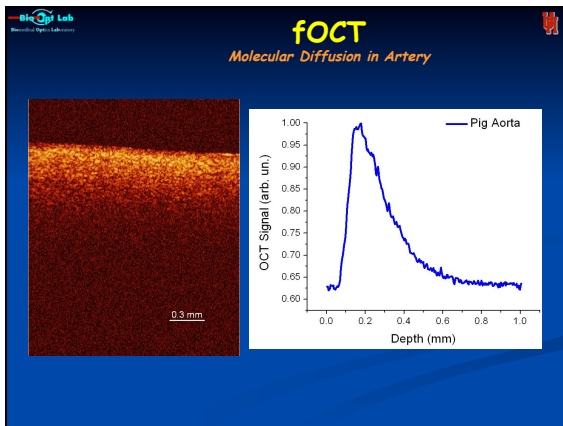 Bio Opt Lab
Biomedical Optics Laboratory
fOCT
Molecular Diffusion in Artery
0.3 mm
Pig Aorta
OCT Signal (arb. un.)
1.00
0.95
0.90
0.85
0.80
0.75
0.70
0.65
0.60
0.0 0.2 0.4 0.6 0.8 1.0
Depth (mm)